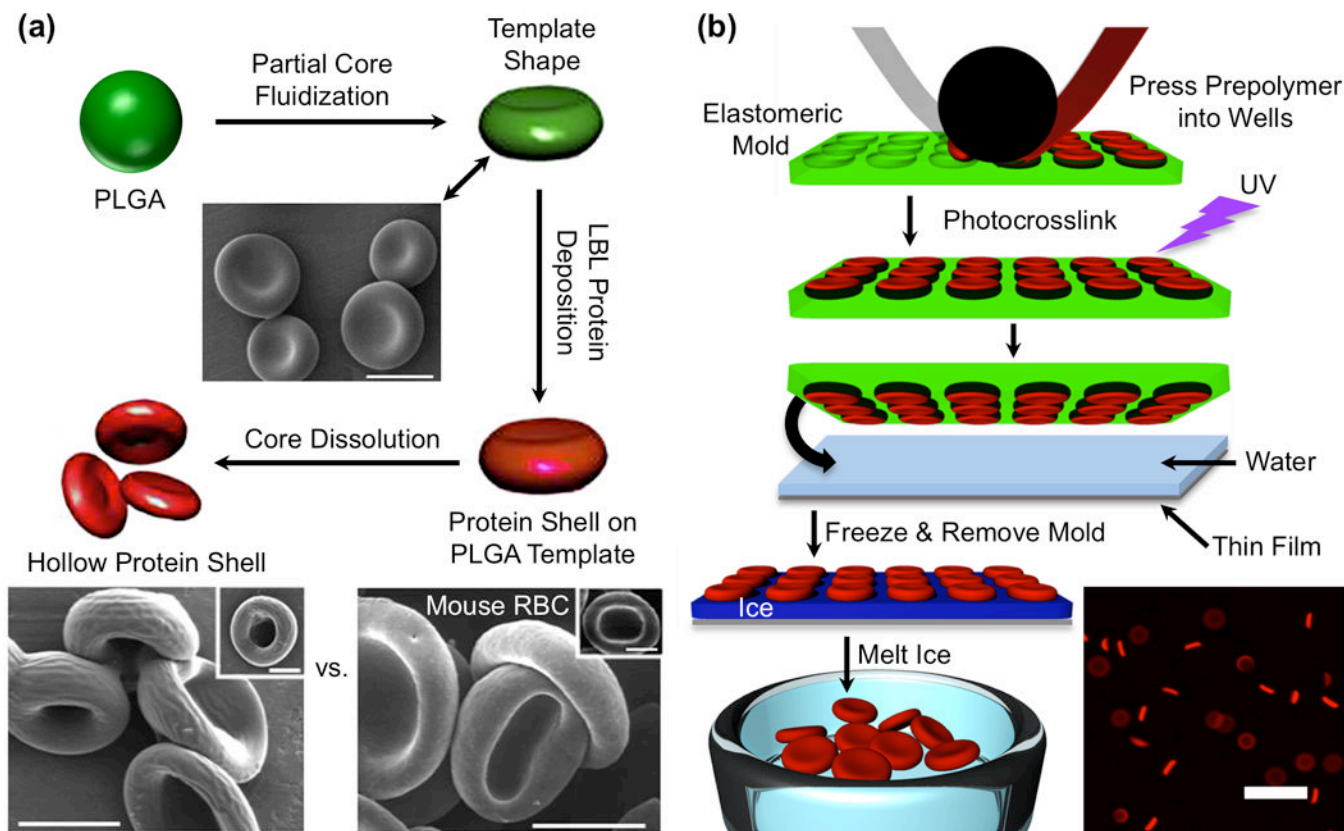 (a)
Template
Shape
Partial Core
Fluidization
PLGA
LBL Protein
Deposition
Core Dissolution
Hollow Protein Shell
Protein Shell on
PLGA Template
vs.
Mouse RBC
(b)
Elastomeric
Mold
Press Prepolymer
into Wells
UV
Photocrosslink
Water
Thin Film
Freeze & Remove Mold
Ice
Melt Ice